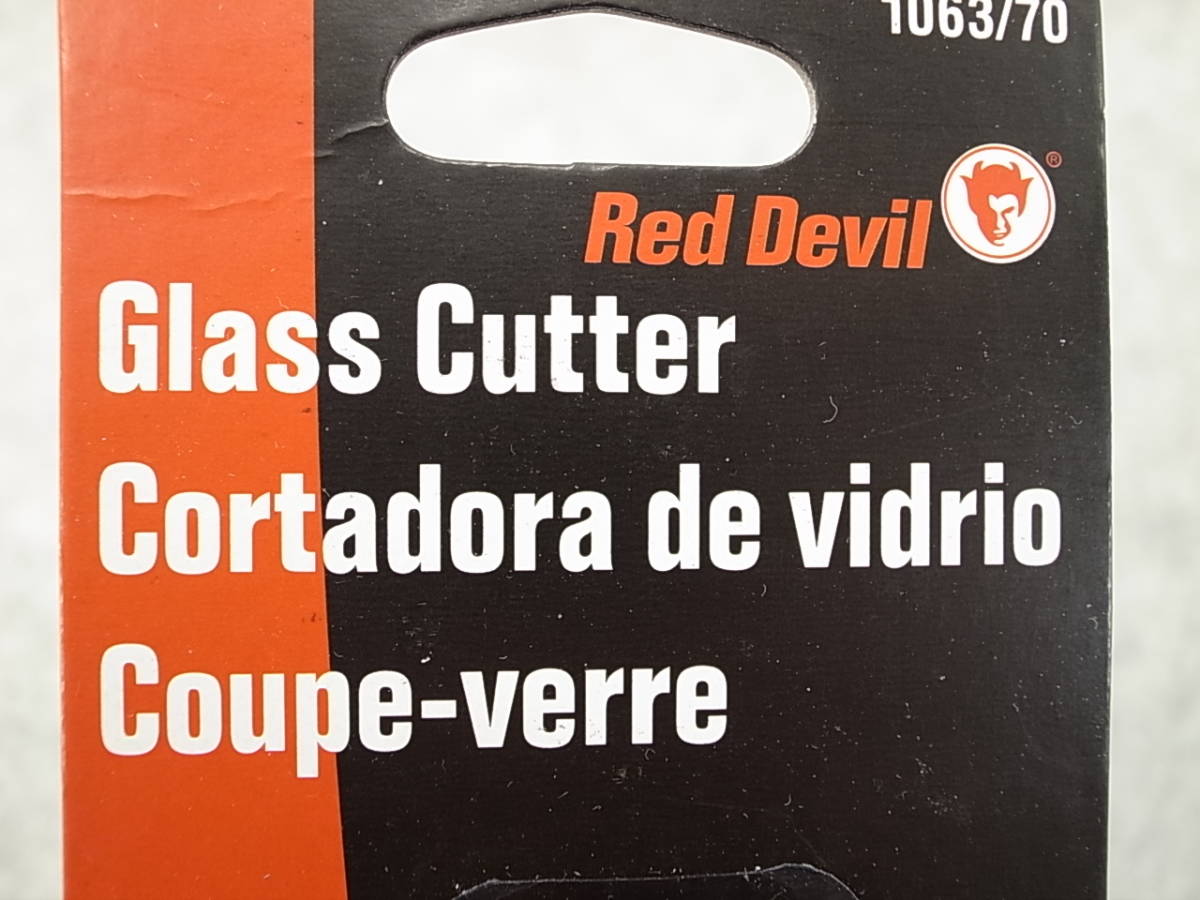 1063/70
Red Devil ®
Glass Cutter
Cortadora de vidrio
Coupe-verre